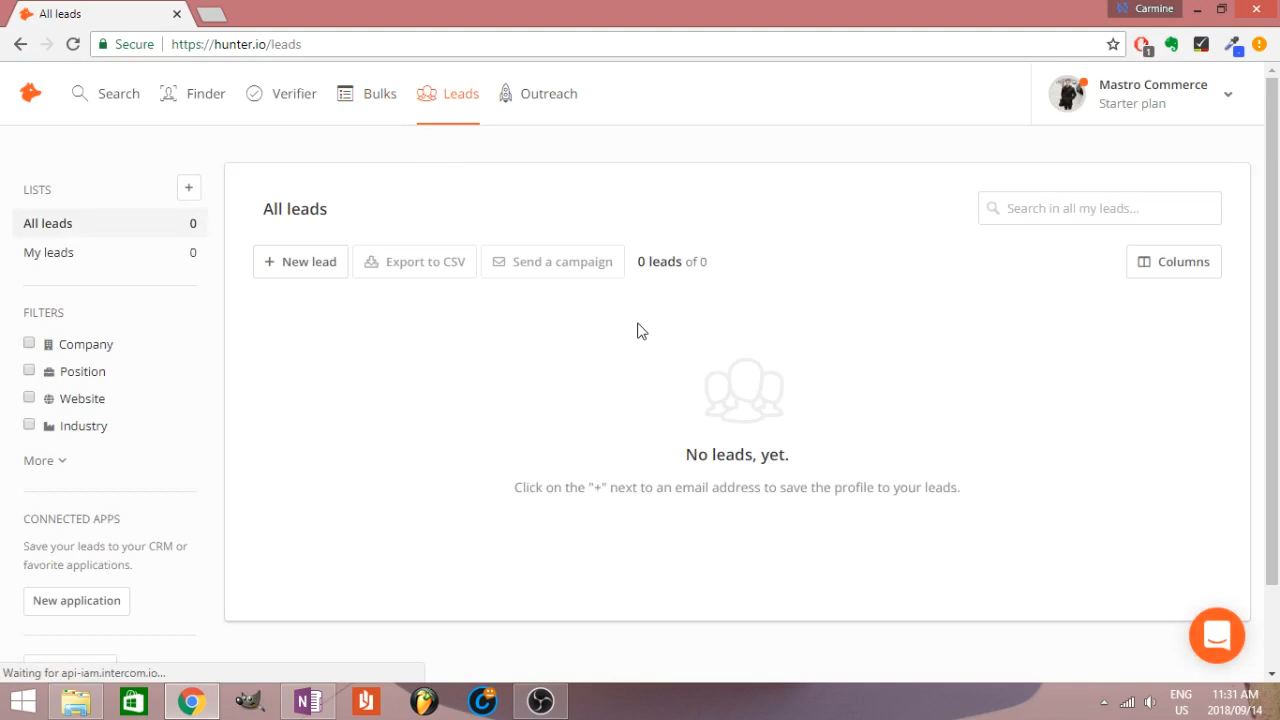 All leads
Carmine
Secure
https://hunter.io/leads
1
Search
Finder
Verifier
Bulks
Leads
Outreach
Mastro Commerce
Starter plan
LISTS
+
All leads 0
My leads 0
FILTERS
Company
Position
Website
Industry
More
CONNECTED APPS
Save your leads to your CRM or
favorite applications.
New application
All leads
Search in all my leads...
+ New lead
Export to CSV
Send a campaign
0 leads of 0
Columns
No leads, yet.
Click on the "+" next to an email address to save the profile to your leads.
Waiting for api-iam.intercom.io...
ENG
US
11:31 AM
2018/09/14